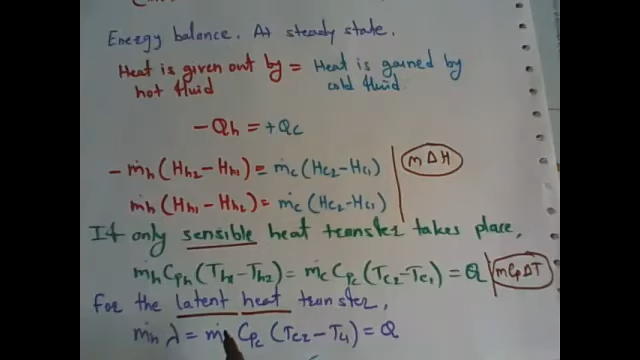 Energy balance. At steady state.
Heat is given out by = Heat is gained by
hot fluid cold fluid
-Qh = +Qc
-ṁh (Hh2 - Hh1) = ṁc (Hc2 - Hc1) mΔH
ṁh (Hh1 - Hh2) = ṁc (Hc2 - Hc1)
If only sensible heat transfer takes place,
ṁh Cph (Th1 - Th2) = ṁc Cpc (Tc2 - Tc1) = Q mCpΔT
for the latent heat transfer,
ṁh λ = ṁ Cpc (Tc2 - Tc1) = Q